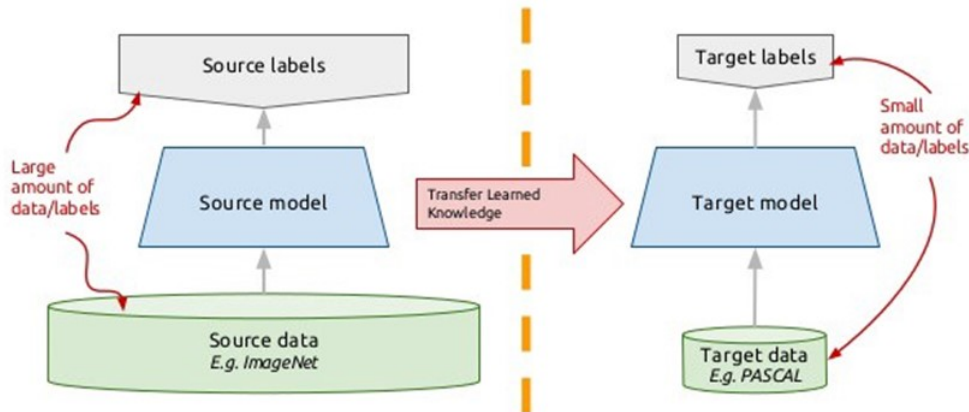 Source labels
Large
amount of
data/labels
Source model
Source data
E.g. ImageNet
Transfer Learned
Knowledge
Target labels
Small
amount of
data/labels
Target model
Target data
E.g. PASCAL